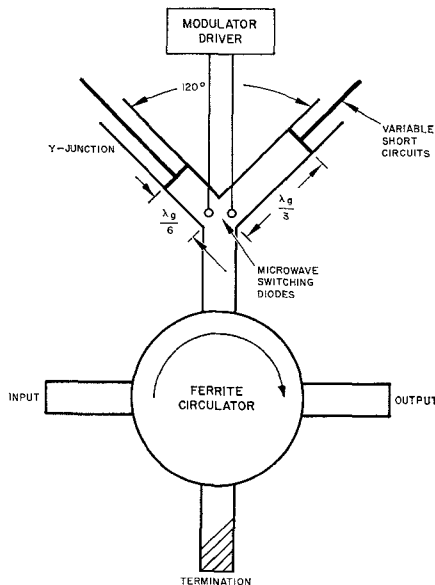 MODULATOR
DRIVER
120°
Y-JUNCTION
VARIABLE
SHORT
CIRCUITS
λg
6
λg
3
MICROWAVE
SWITCHING
DIODES
INPUT
FERRITE
CIRCULATOR
OUTPUT
TERMINATION